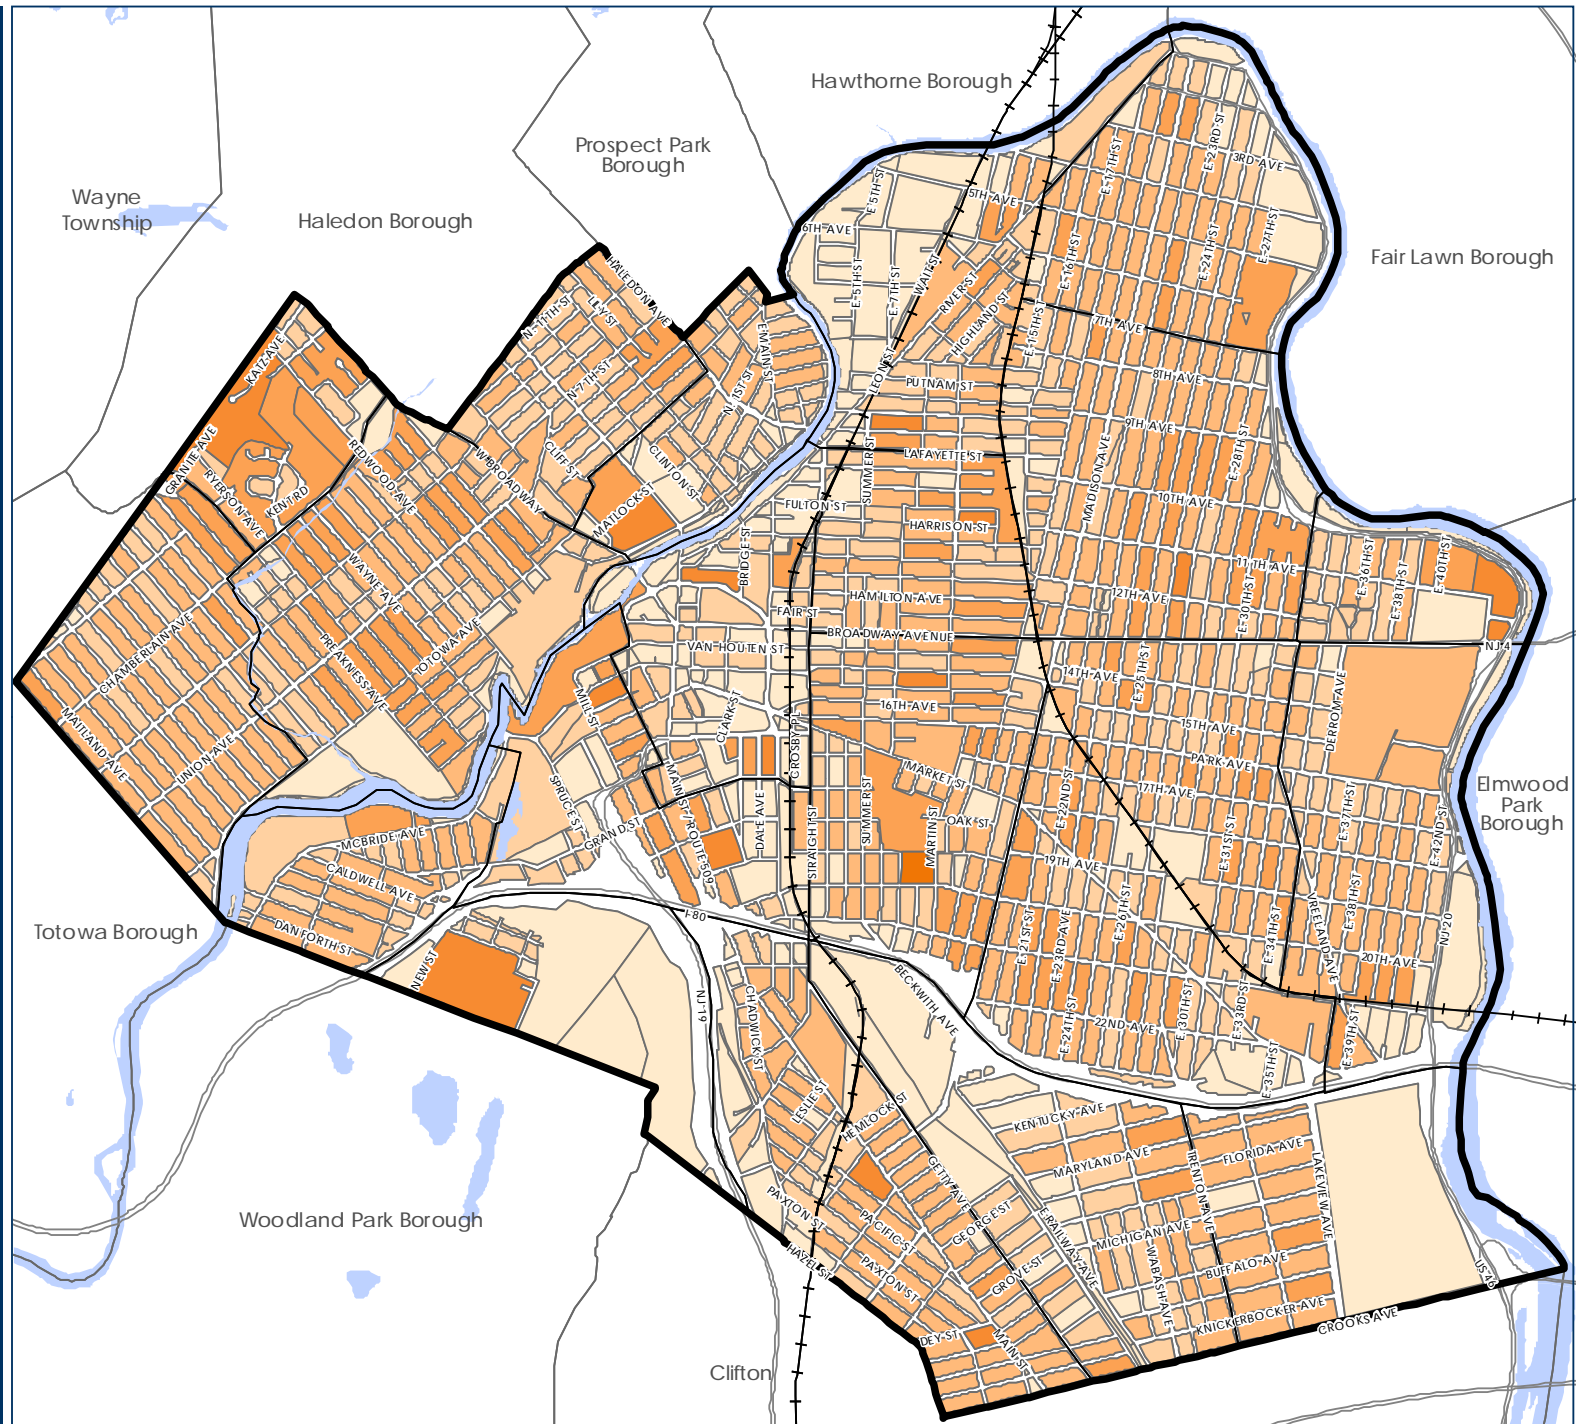 Hawthorne Borough
Prospect Park
Borough
Wayne
Township
Haledon Borough
Fair Lawn Borough
Elmwood
Park
Borough
Totowa Borough
Woodland Park Borough
Clifton
E. 23RD ST
3RD AVE
E. 17TH ST
5TH AVE
E. 5TH ST
6TH AVE
E. 27TH ST
E. 24TH ST
E. 16TH ST
WAIT ST
E. 5TH ST
E. 7TH ST
RIVER ST
HIGHLAND ST
E. 15TH ST
7TH AVE
HALEDON AVE
N. 11TH ST
E MAIN ST
KATZ AVE
N. 7TH ST
N. 1ST ST
LEON ST
PUTNAM ST
8TH AVE
9TH AVE
GRANITE AVE
RYERSON AVE
KENT RD
REDWOOD AVE
W BROADWAY
CLIFF ST
CLINTON ST
MATLOCK ST
SUMMER ST
LAFAYETTE ST
MADISON AVE
E. 28TH ST
10TH AVE
FULTON ST
HARRISON ST
BRIDGE ST
11TH AVE
E. 36TH ST
E. 38TH ST
E. 40TH ST
WAYNE AVE
HAMILTON AVE
12TH AVE
E. 30TH ST
FAIR ST
BROADWAY AVENUE
NJ 4
CHAMBERLAIN AVE
PREAKNESS AVE
TOTOWA AVE
VAN HOUTEN ST
14TH AVE
E. 25TH ST
MILL ST
CLARK ST
16TH AVE
15TH AVE
DERROM AVE
MAITLAND AVE
UNION AVE
CROSBY PL
PARK AVE
17TH AVE
MARKET ST
SPRUCE ST
MAIN ST / ROUTE 509
GRAND ST
DALE AVE
STRAIGHT ST
SUMMER ST
MARTIN ST
OAK ST
E. 22ND ST
E. 31ST ST
E. 37TH ST
E. 42ND ST
MCBRIDE AVE
CALDWELL AVE
19TH AVE
DANFORTH ST
I-80
E. 21ST ST
E. 23RD AVE
E. 26TH ST
E. 34TH ST
VREELAND AVE
E. 38TH ST
NJ 20
20TH AVE
NEW ST
NJ 19
CHADWICK ST
BECKWITH AVE
E. 24TH ST
22ND AVE
E. 30TH ST
E. 33RD ST
E. 35TH ST
E. 39TH ST
LESLIE ST
HEMLOCK ST
KENTUCKY AVE
MARYLAND AVE
FLORIDA AVE
TRENTON AVE
LAKEVIEW AVE
GETTY AVE
PAXTON ST
PACIFIC ST
GEORGE ST
E RAILWAY AVE
MICHIGAN AVE
WABASH AVE
BUFFALO AVE
HAZEL ST
PAXTON ST
GROVE ST
US 46
DEY ST
MAIN ST
KNICKERBOCKER AVE
CROOKS AVE